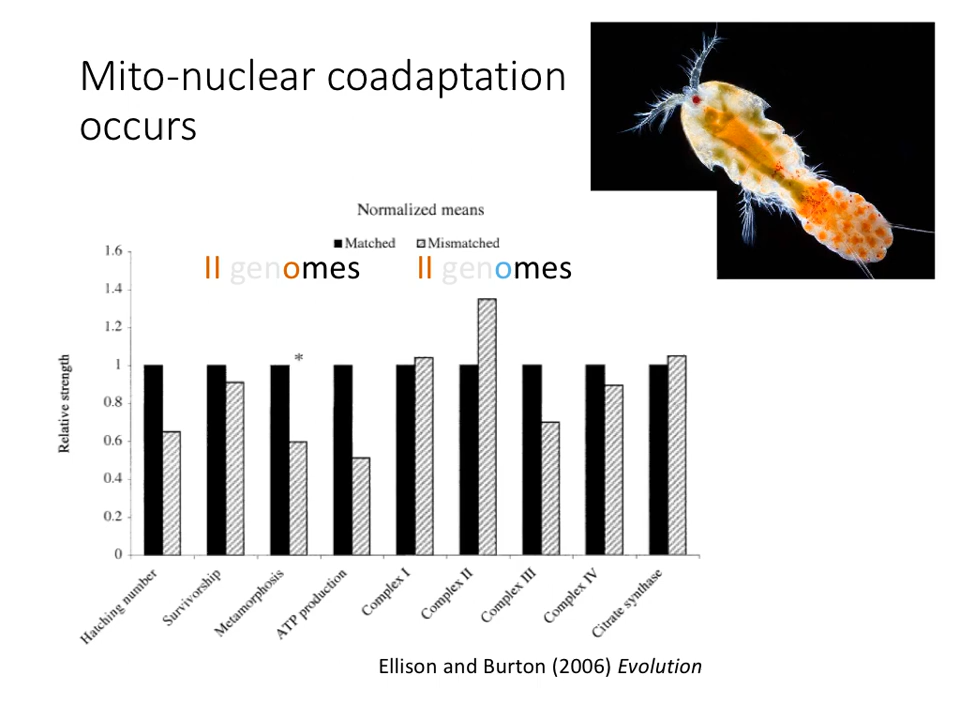 Mito-nuclear coadaptation
occurs
Normalized means
Matched Mismatched
II genomes II genomes
1.6
1.4
1.2
1
0.8
0.6
0.4
0.2
0
Relative strength
*
Hatching number
Survivorship
Metamorphosis
ATP production
Complex I
Complex II
Complex III
Complex IV
Citrate synthase
Ellison and Burton (2006) Evolution